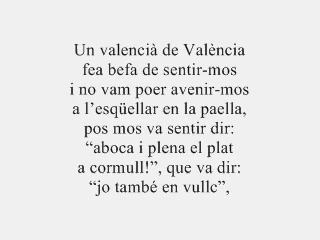 Un valencià de València
fea befa de sentir-mos
i no vam poer avenir-mos
a l’esqüellar en la paella,
pos mos va sentir dir:
“aboca i plena el plat
a cormull!”, que va dir:
“jo també en vullc”,